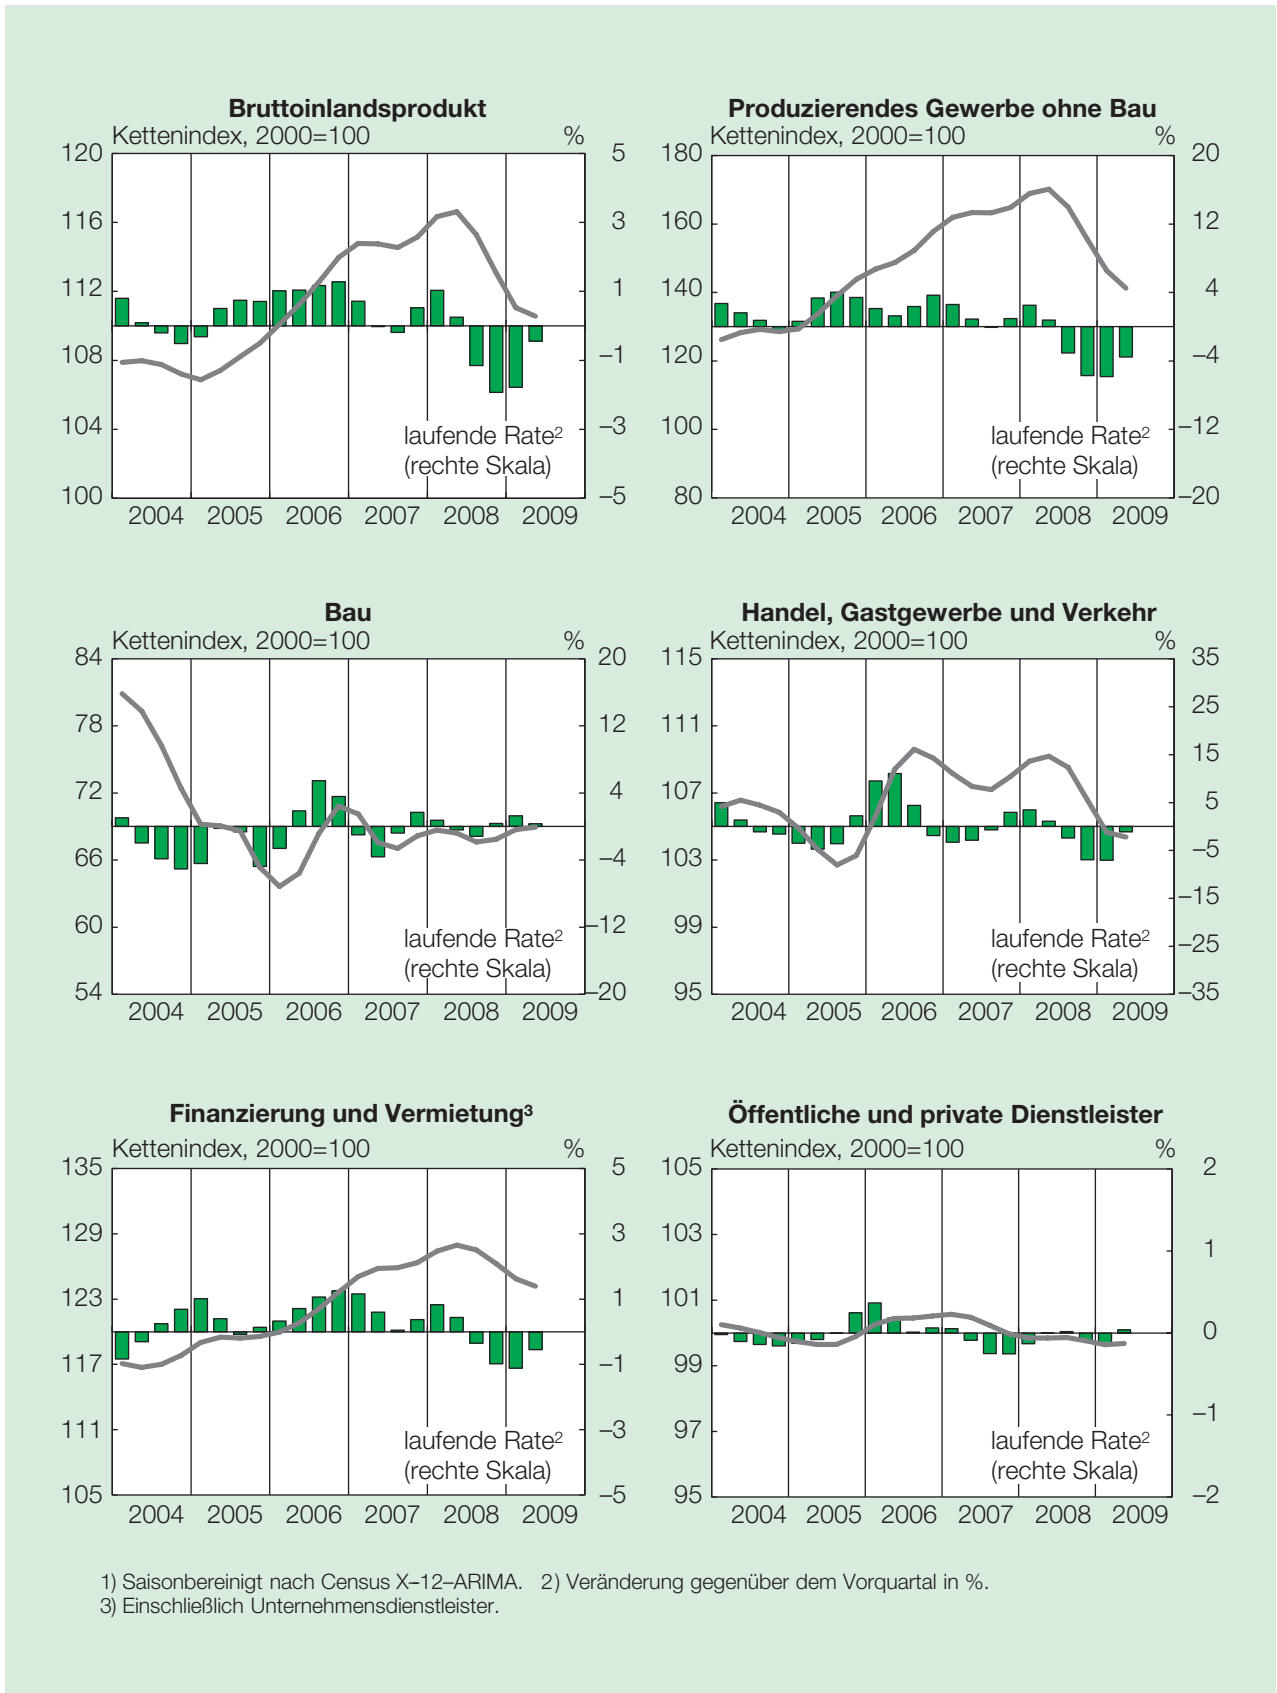 Bruttoinlandsprodukt
Kettenindex, 2000=100 %
120 5
116 3
112 1
108 –1
104 –3
100 –5
laufende Rate²
(rechte Skala)
2004 2005 2006 2007 2008 2009
Produzierendes Gewerbe ohne Bau
Kettenindex, 2000=100 %
180 20
160 12
140 4
120 –4
100 –12
80 –20
laufende Rate²
(rechte Skala)
2004 2005 2006 2007 2008 2009
Bau
Kettenindex, 2000=100 %
84 20
78 12
72 4
66 –4
60 –12
54 –20
laufende Rate²
(rechte Skala)
2004 2005 2006 2007 2008 2009
Handel, Gastgewerbe und Verkehr
Kettenindex, 2000=100 %
115 35
25
111
15
107
5
103 –5
–15
99
–25
95 –35
laufende Rate²
(rechte Skala)
2004 2005 2006 2007 2008 2009
Finanzierung und Vermietung³
Kettenindex, 2000=100 %
135 5
129 3
123 1
117 –1
111 –3
105 –5
laufende Rate²
(rechte Skala)
2004 2005 2006 2007 2008 2009
Öffentliche und private Dienstleister
Kettenindex, 2000=100 %
105 2
103
1
101
0
99
–1
97
95 –2
laufende Rate²
(rechte Skala)
2004 2005 2006 2007 2008 2009
1) Saisonbereinigt nach Census X–12–ARIMA. 2) Veränderung gegenüber dem Vorquartal in %.
3) Einschließlich Unternehmensdienstleister.